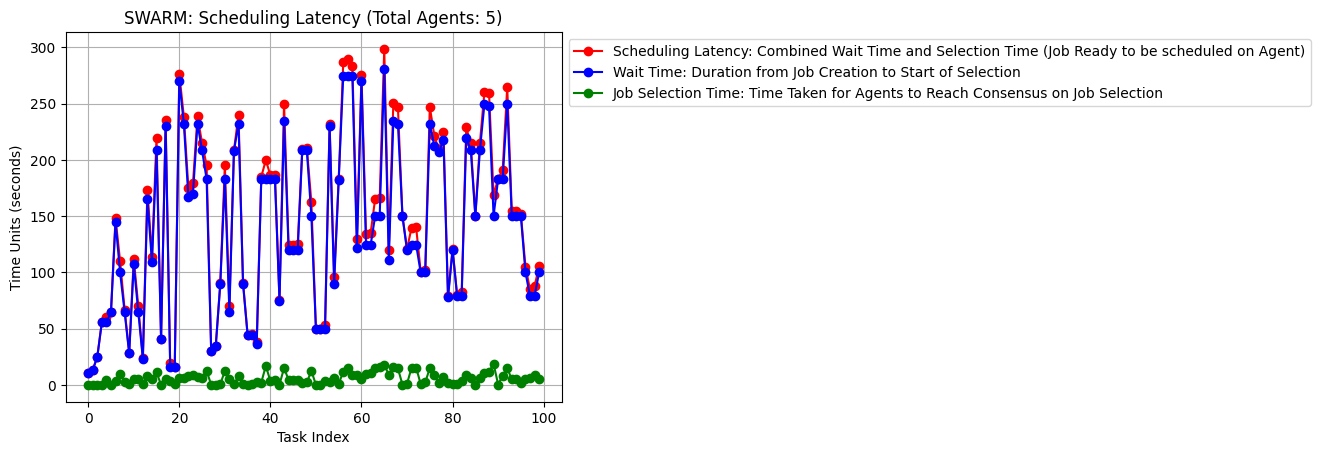 SWARM: Scheduling Latency (Total Agents: 5)
Scheduling Latency: Combined Wait Time and Selection Time (Job Ready to be scheduled on Agent)
Wait Time: Duration from Job Creation to Start of Selection
Job Selection Time: Time Taken for Agents to Reach Consensus on Job Selection
Time Units (seconds)
300
250
200
150
100
50
0
0 20 40 60 80 100
Task Index